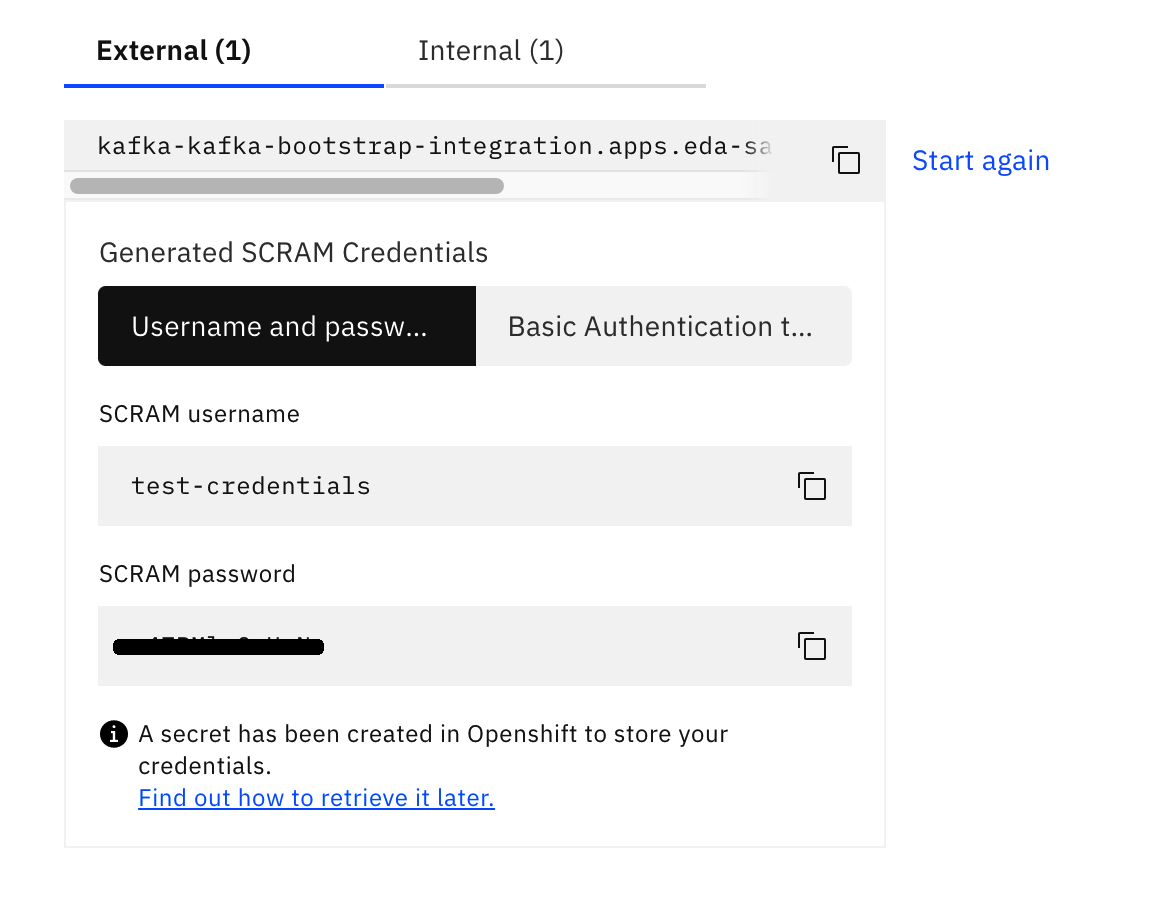 External (1)
Internal (1)
kafka-kafka-bootstrap-integration.apps.eda-sa
Start again
Generated SCRAM Credentials
Username and passw...
Basic Authentication t...
SCRAM username
test-credentials
SCRAM password
A secret has been created in Openshift to store your
credentials.
Find out how to retrieve it later.